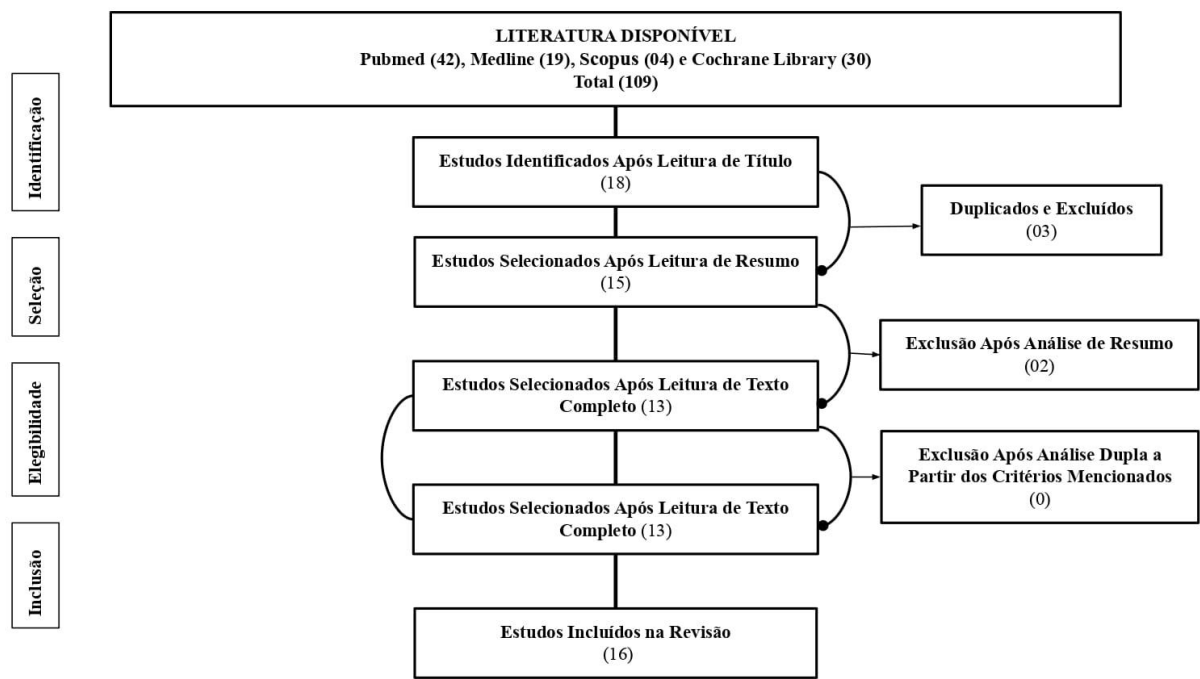 LITERATURA DISPONÍVEL
Pubmed (42), Medline (19), Scopus (04) e Cochrane Library (30)
Total (109)
Identificação
Estudos Identificados Após Leitura de Título
(18)
Duplicados e Excluídos
(03)
Seleção
Estudos Selecionados Após Leitura de Resumo
(15)
Exclusão Após Análise de Resumo
(02)
Elegibilidade
Estudos Selecionados Após Leitura de Texto
Completo (13)
Exclusão Após Análise Dupla a
Partir dos Critérios Mencionados
(0)
Estudos Selecionados Após Leitura de Texto
Completo (13)
Inclusão
Estudos Incluídos na Revisão
(16)